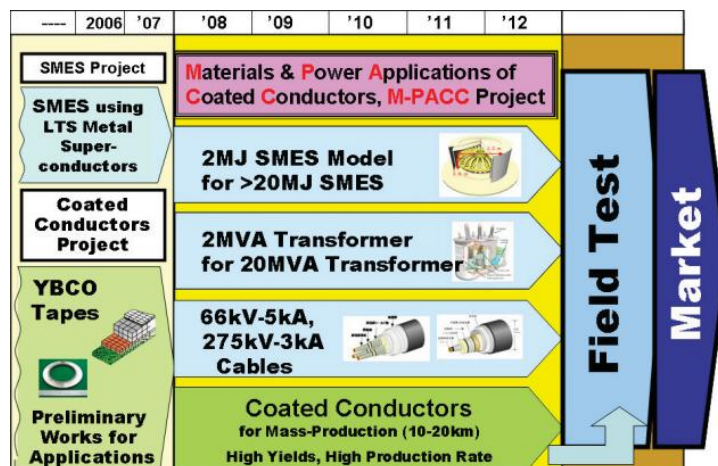 ---- 2006 '07 '08 '09 '10 '11 '12
SMES Project
SMES using
LTS Metal
Super-
conductors
Coated
Conductors
Project
YBCO
Tapes
Preliminary
Works for
Applications
Materials & Power Applications of
Coated Conductors, M-PACC Project
2MJ SMES Model
for >20MJ SMES
2MVA Transformer
for 20MVA Transformer
66kV-5kA,
275kV-3kA
Cables
Coated Conductors
for Mass-Production (10-20km)
High Yields, High Production Rate
Field Test
Market